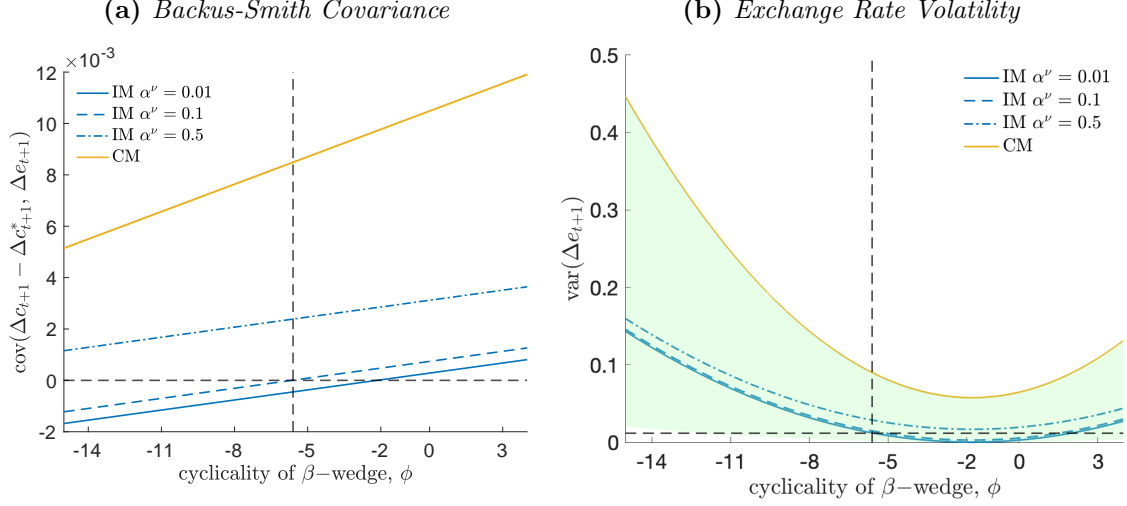 (a) Backus-Smith Covariance
×10⁻³
cov(Δc_{t+1} − Δc*_{t+1}, Δe_{t+1})
12
10
8
6
4
2
0
-2
IM α^ν = 0.01
IM α^ν = 0.1
IM α^ν = 0.5
CM
-14 -11 -8 -5 -3 0 3
cyclicality of β−wedge, ϕ
(b) Exchange Rate Volatility
var(Δe_{t+1})
0.5
0.4
0.3
0.2
0.1
0
IM α^ν = 0.01
IM α^ν = 0.1
IM α^ν = 0.5
CM
-14 -11 -8 -5 -2 0 3
cyclicality of β−wedge, ϕ